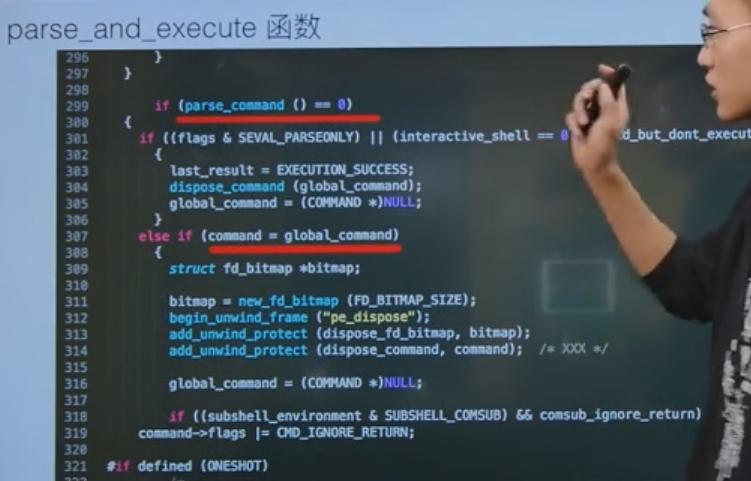 parse_and_execute 函数
296 }
297 }
298
299 if (parse_command () == 0)
300 {
301 if ((flags & SEVAL_PARSEONLY) || (interactive_shell == 0 d_but_dont_execut
302 {
303 last_result = EXECUTION_SUCCESS;
304 dispose_command (global_command);
305 global_command = (COMMAND *)NULL;
306 }
307 else if (command = global_command)
308 {
309 struct fd_bitmap *bitmap;
310
311 bitmap = new_fd_bitmap (FD_BITMAP_SIZE);
312 begin_unwind_frame ("pe_dispose");
313 add_unwind_protect (dispose_fd_bitmap, bitmap);
314 add_unwind_protect (dispose_command, command); /* XXX */
315
316 global_command = (COMMAND *)NULL;
317
318 if ((subshell_environment & SUBSHELL_COMSUB) && comsub_ignore_return)
319 command->flags |= CMD_IGNORE_RETURN;
320
321 #if defined (ONESHOT)